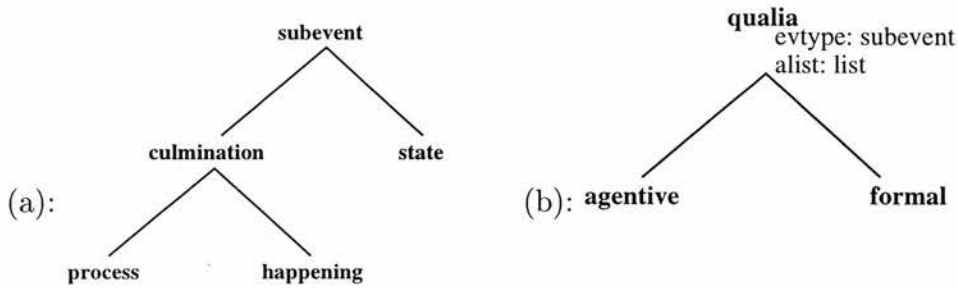 subevent
culmination
state
(a):
process
happening
qualia
evtype: subevent
alist: list
(b):
agentive
formal